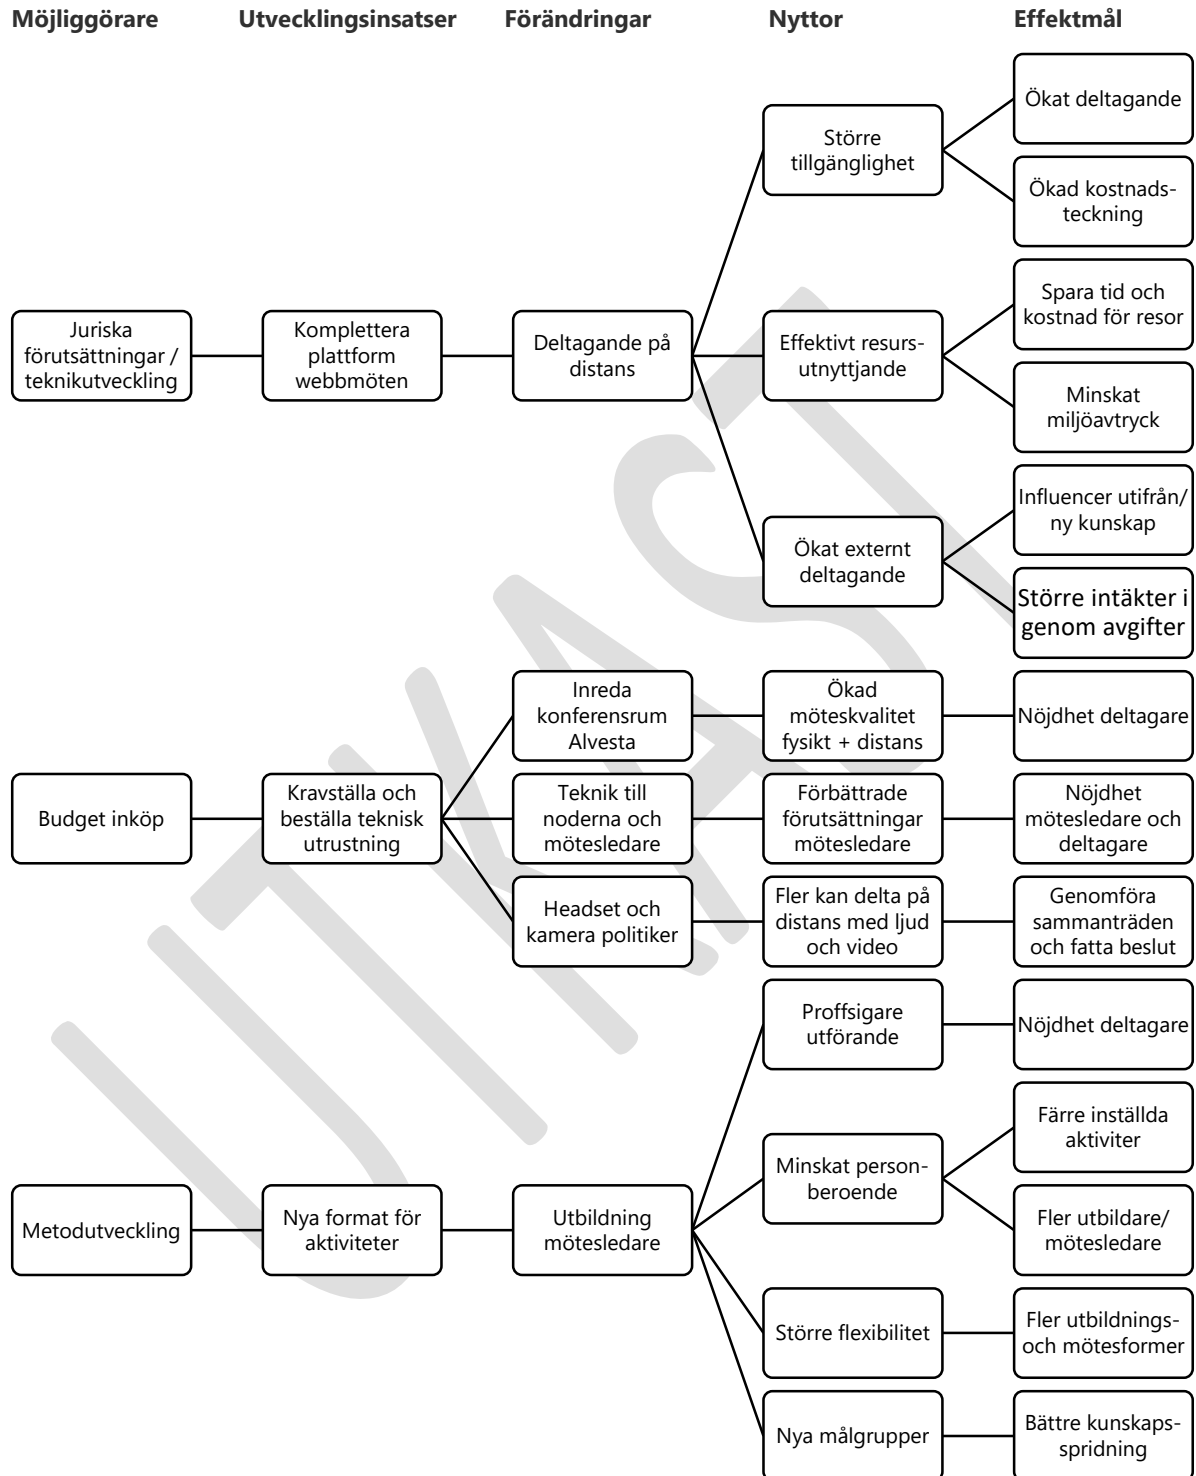 Möjliggörare
Utvecklingsinsatser
Förändringar
Nyttor
Effektmål
Juriska
förutsättningar /
teknikutveckling
Komplettera
plattform
webbmöten
Deltagande på
distans
Större
tillgänglighet
Ökat deltagande
Ökad kostnads-
teckning
Effektivt resurs-
utnyttjande
Spara tid och
kostnad för resor
Minskat
miljöavtryck
Ökat externt
deltagande
Influencer utifrån/
ny kunskap
Större intäkter i
genom avgifter
Budget inköp
Kravställa och
beställa teknisk
utrustning
Inreda
konferensrum
Alvesta
Ökad
möteskvalitet
fysikt + distans
Nöjdhet deltagare
Teknik till
noderna och
mötesledare
Förbättrade
förutsättningar
mötesledare
Nöjdhet
mötesledare och
deltagare
Headset och
kamera politiker
Fler kan delta på
distans med ljud
och video
Genomföra
sammanträden
och fatta beslut
Metodutveckling
Nya format för
aktiviteter
Utbildning
mötesledare
Proffsigare
utförande
Nöjdhet deltagare
Minskat person-
beroende
Färre inställda
aktiviter
Fler utbildare/
mötesledare
Större flexibilitet
Fler utbildnings-
och mötesformer
Nya målgrupper
Bättre kunskaps-
spridning
UTKAST